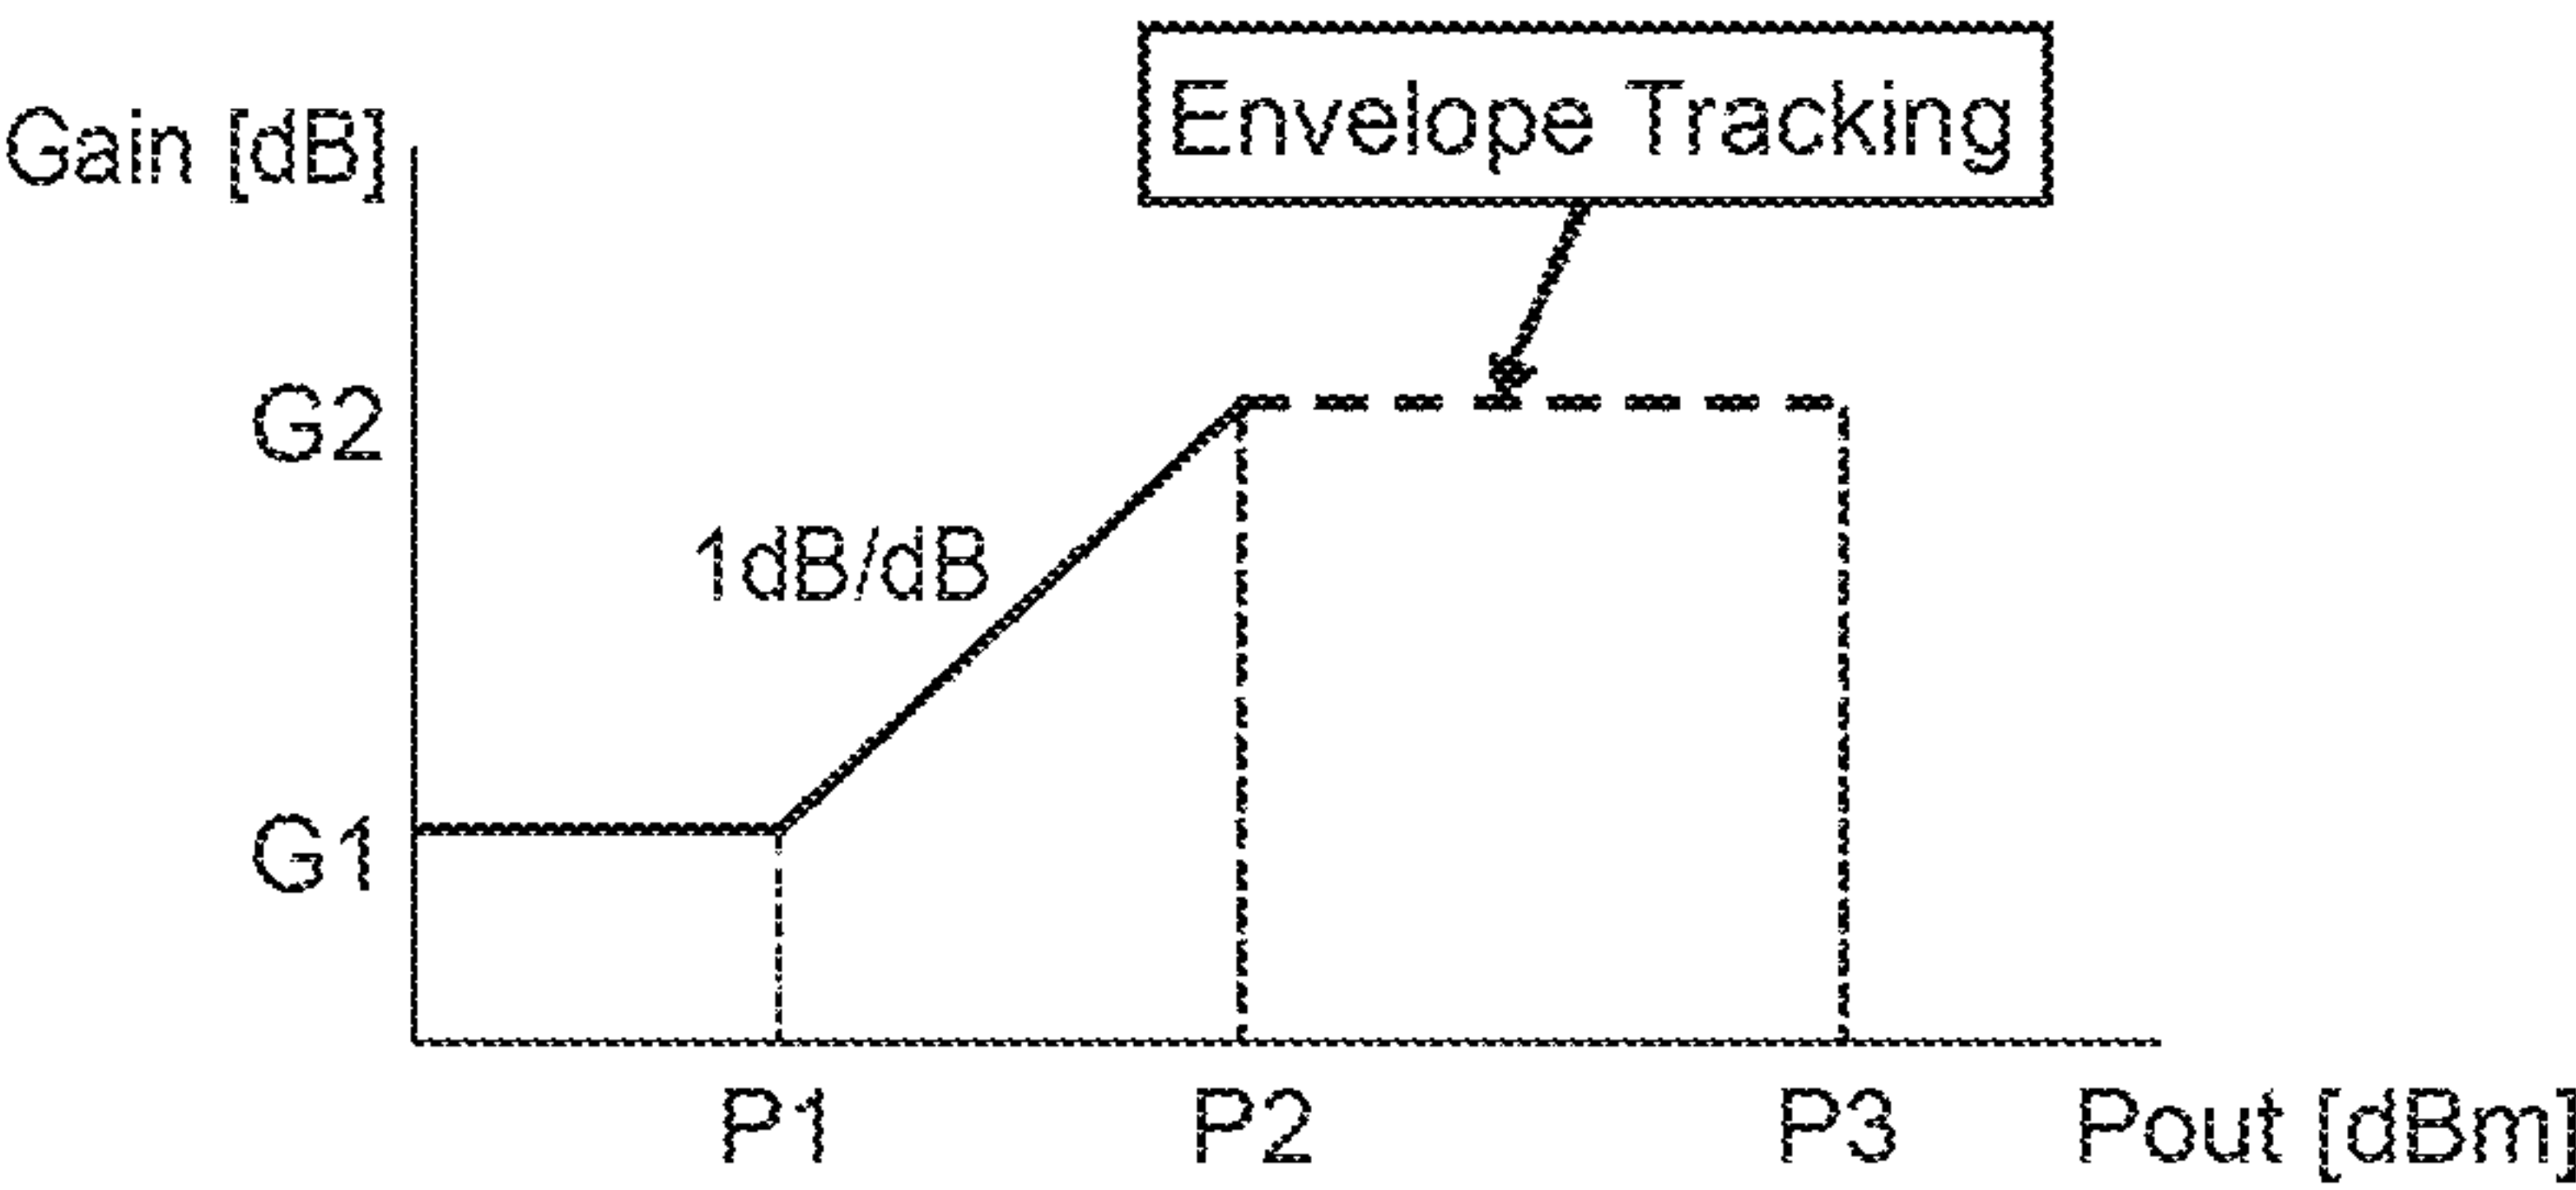 Envelope Tracking
Gain [dB]
G2
1dB/dB
G1
P1
P2
P3
Pout [dBm]